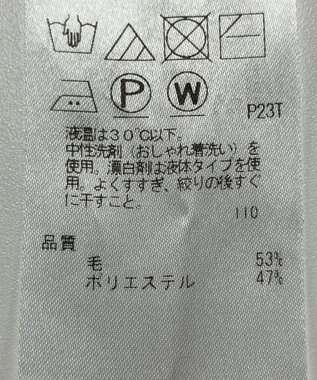 P W P23T
液温は30℃以下。
中性洗剤(おしゃれ着洗い)を
使用。漂白剤は液体タイプを使
用。よくすすぎ、絞りの後すぐ
に干すこと。
110
品質
毛 53%
ポリエステル 47%